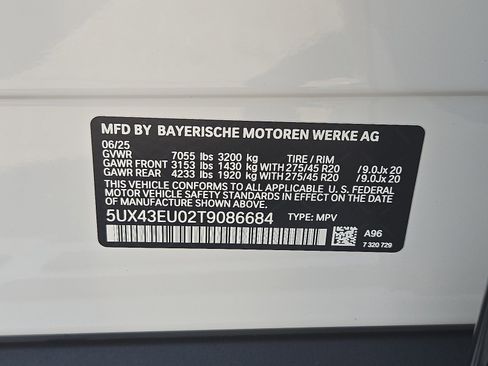 MFD BY BAYERISCHE MOTOREN WERKE AG
06/25
GVWR 7055 lbs 3200 kg TIRE / RIM
GAWR FRONT 3153 lbs 1430 kg WITH 275/45 R20 /9.0Jx 20
GAWR REAR 4233 lbs 1920 kg WITH 275/45 R20 /9.0Jx 20
THIS VEHICLE CONFORMS TO ALL APPLICABLE U.S. FEDERAL
MOTOR VEHICLE SAFETY STANDARDS IN EFFECT ON THE DATE
OF MANUFACTURE SHOWN ABOVE.
5UX43EU02T9086684 TYPE: MPV
A96
7 320 729